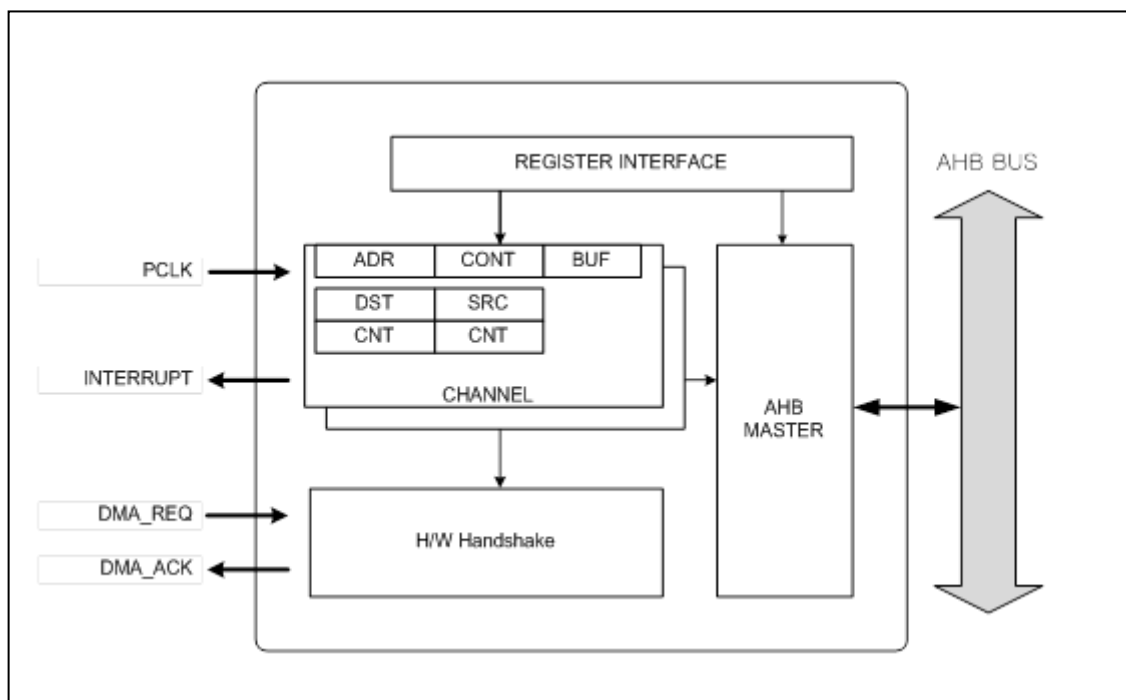 REGISTER INTERFACE
AHB BUS
PCLK
ADR CONT BUF
DST SRC
CNT CNT
INTERRUPT
CHANNEL
AHB
MASTER
DMA_REQ
H/W Handshake
DMA_ACK